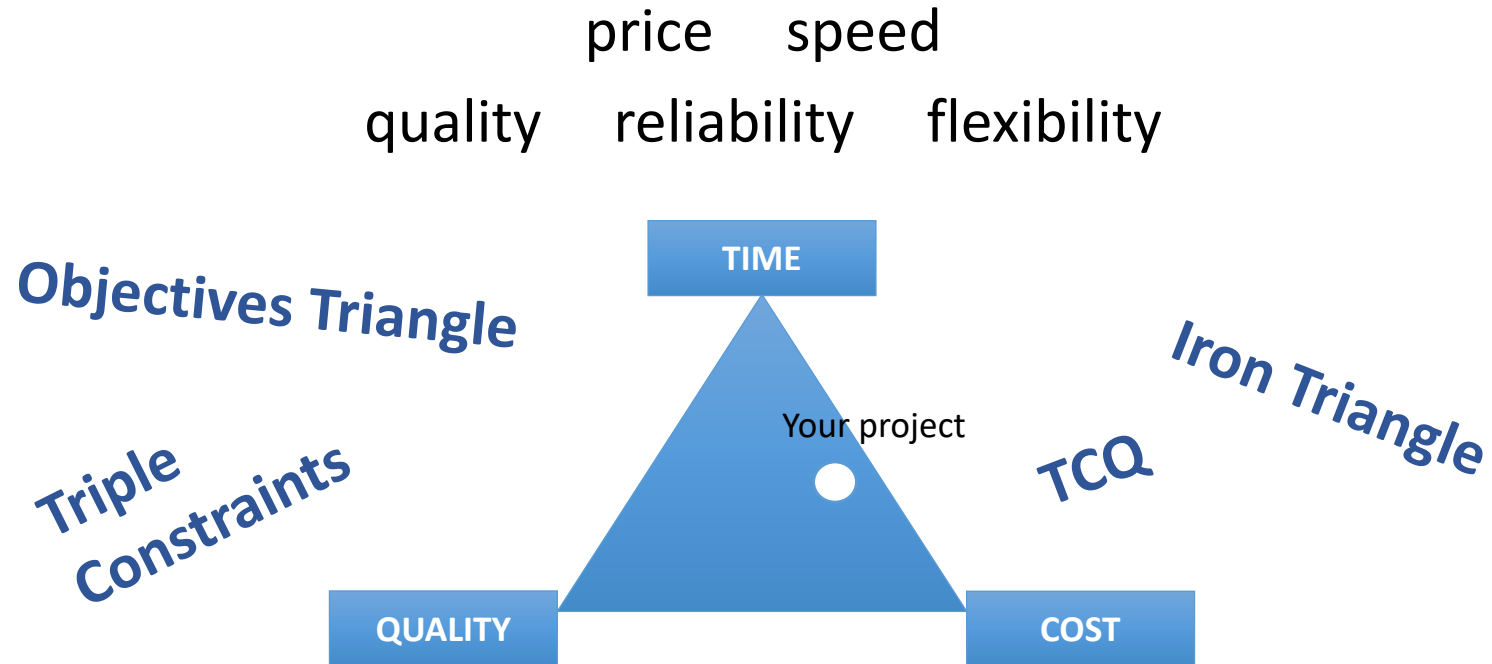 price speed
quality reliability flexibility
TIME
Objectives Triangle
Iron Triangle
Your project
TCQ
Triple
Constraints
QUALITY
COST